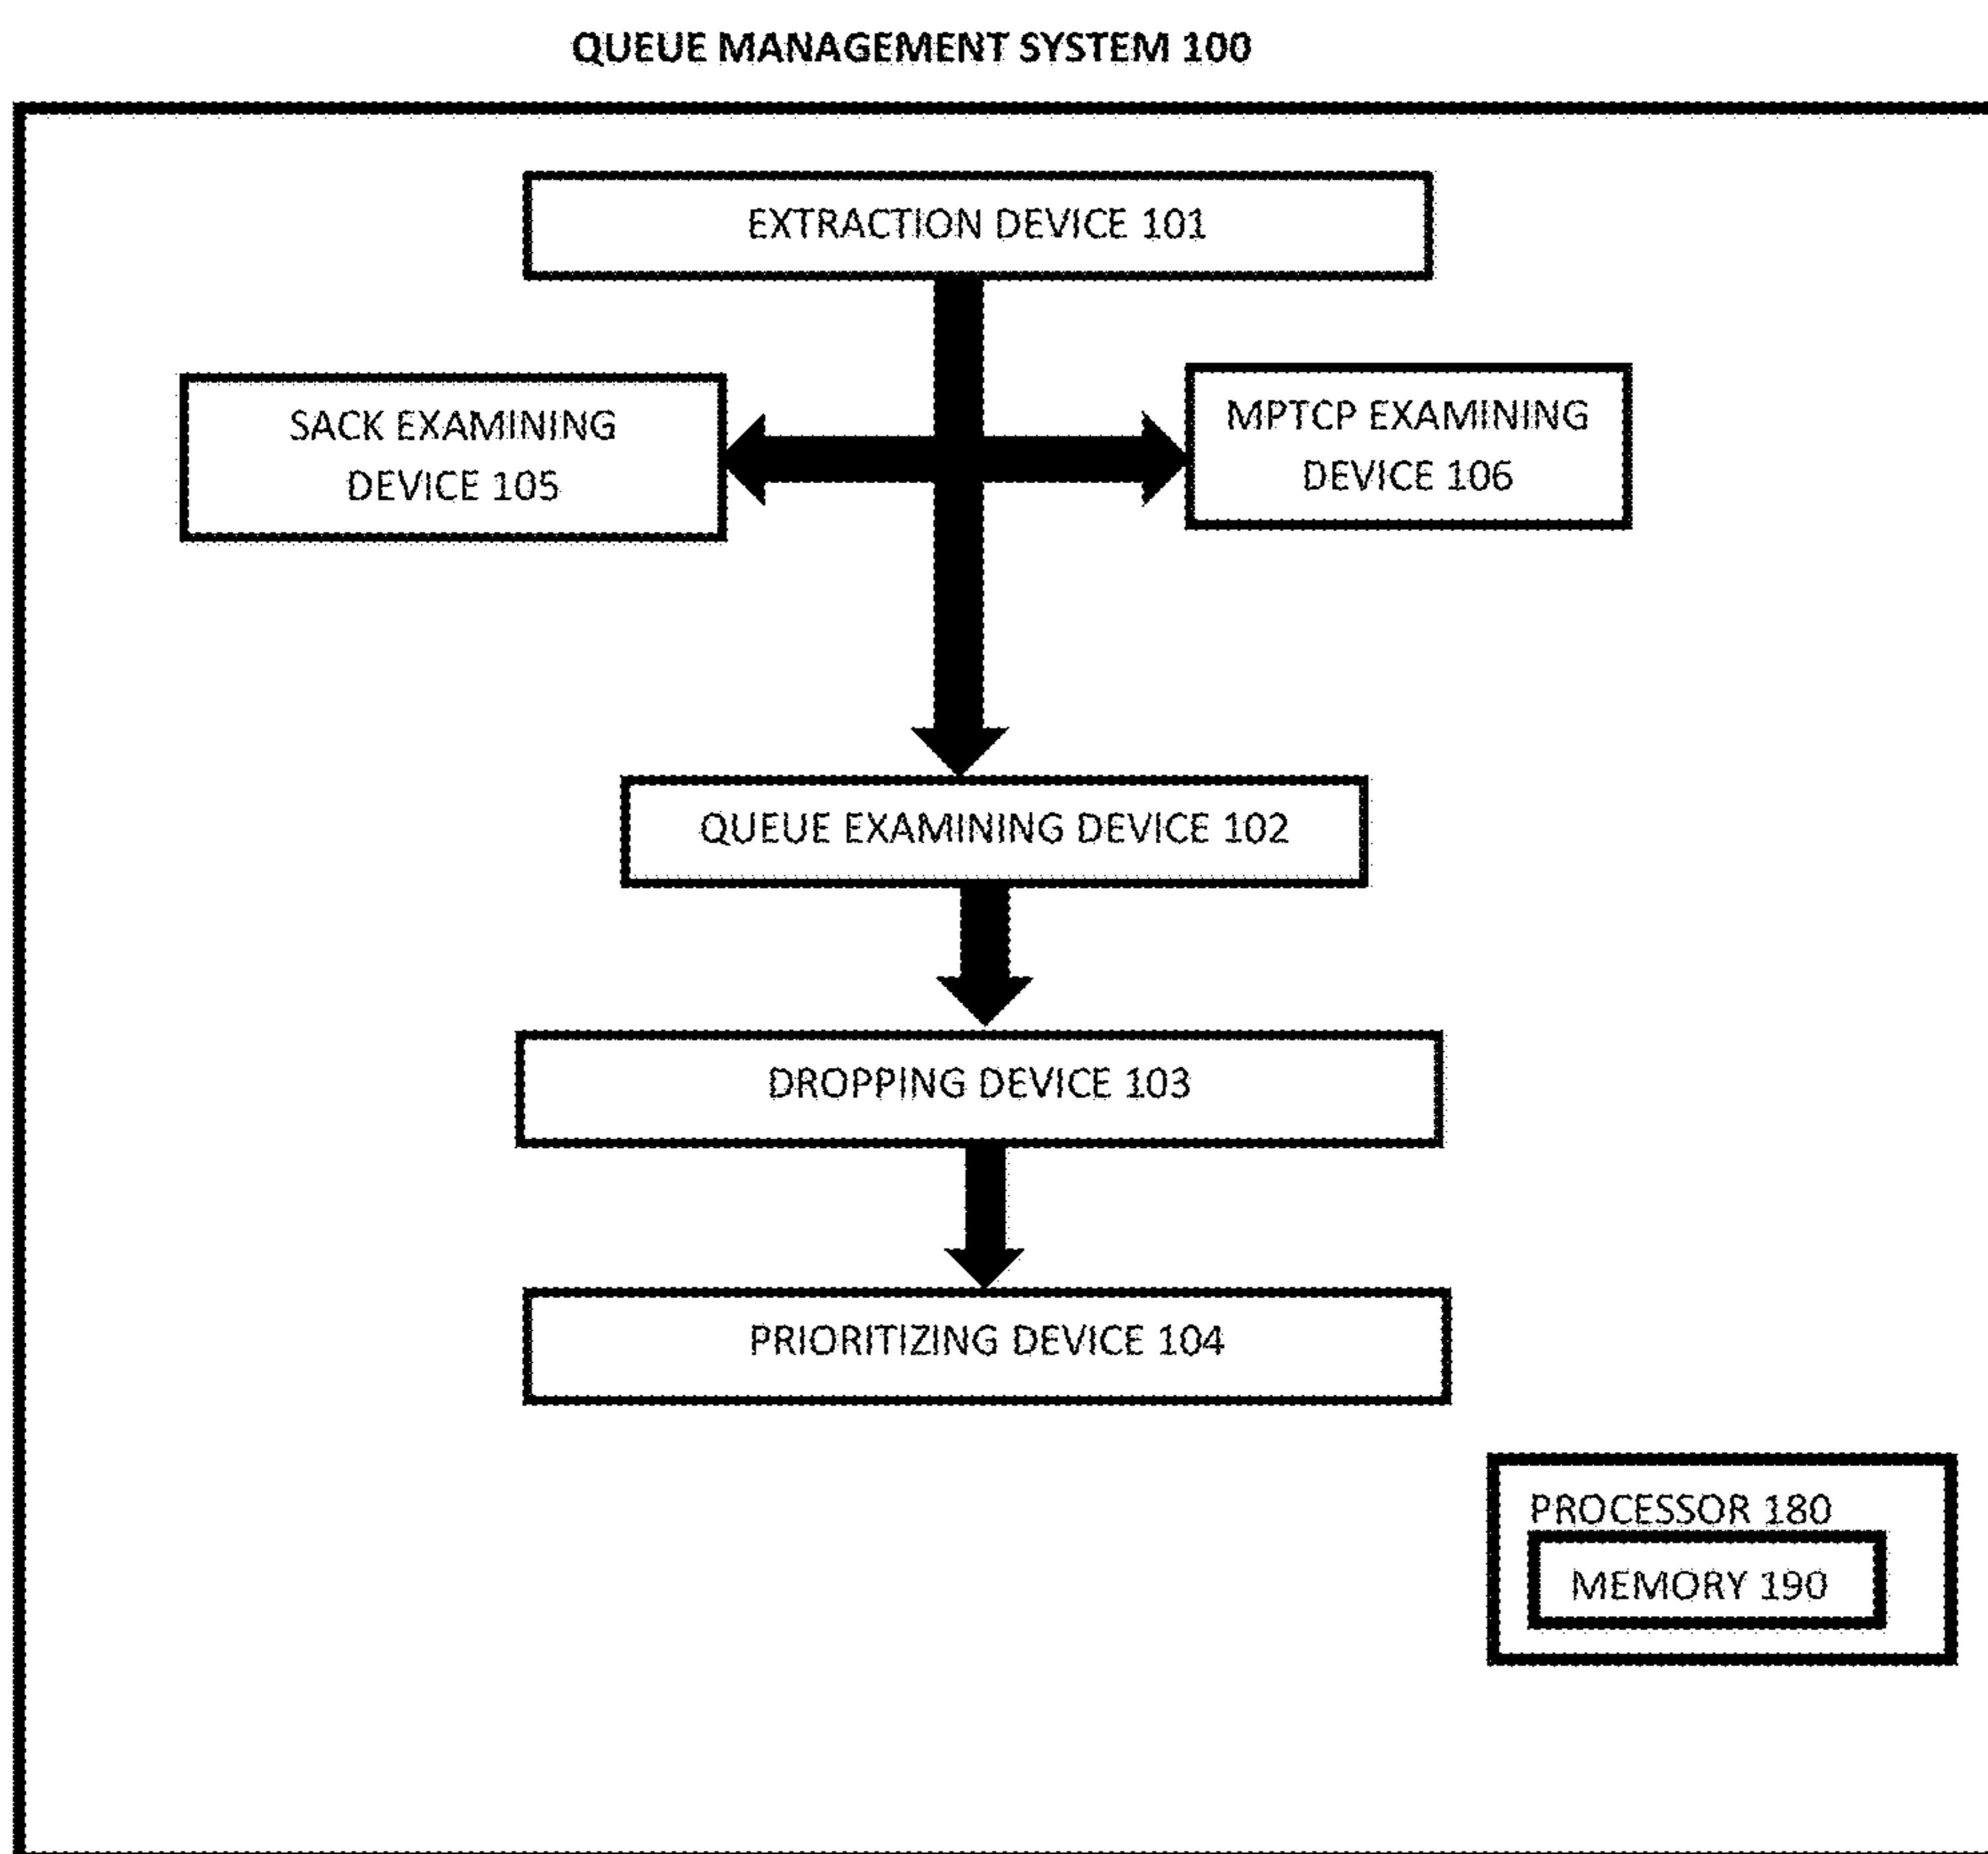 QUEUE MANAGEMENT SYSTEM 100
EXTRACTION DEVICE 101
SACK EXAMINING
DEVICE 105
MPTCP EXAMINING
DEVICE 106
QUEUE EXAMINING DEVICE 102
DROPPING DEVICE 103
PRIORITIZING DEVICE 104
PROCESSOR 180
MEMORY 190